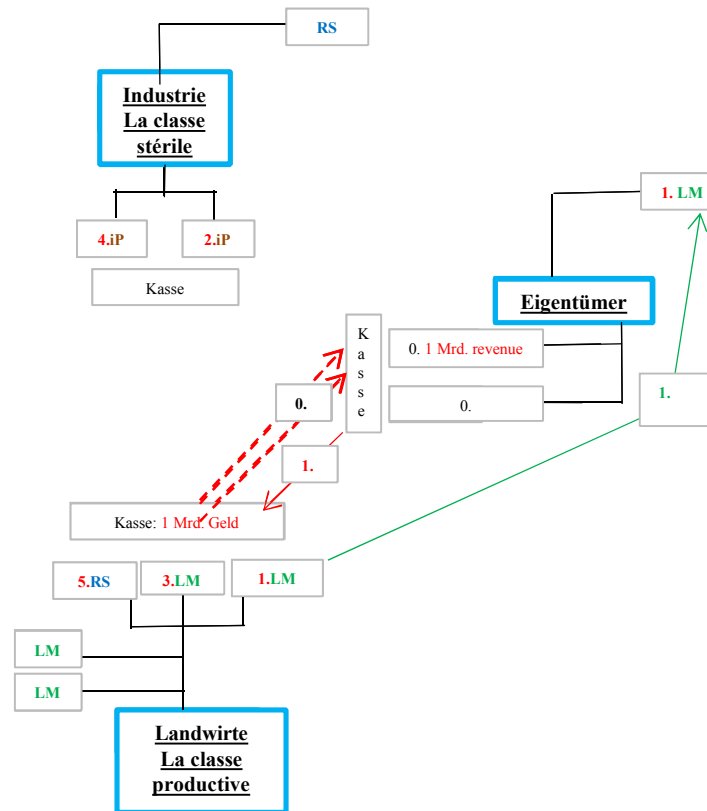 RS
Industrie
La classe
stérile
4.iP
2.iP
Kasse
1. LM
Eigentümer
K
a
s
s
e
0. 1 Mrd. revenue
0.
0.
1.
1.
Kasse: 1 Mrd. Geld
5.RS
3.LM
1.LM
LM
LM
Landwirte
La classe
productive